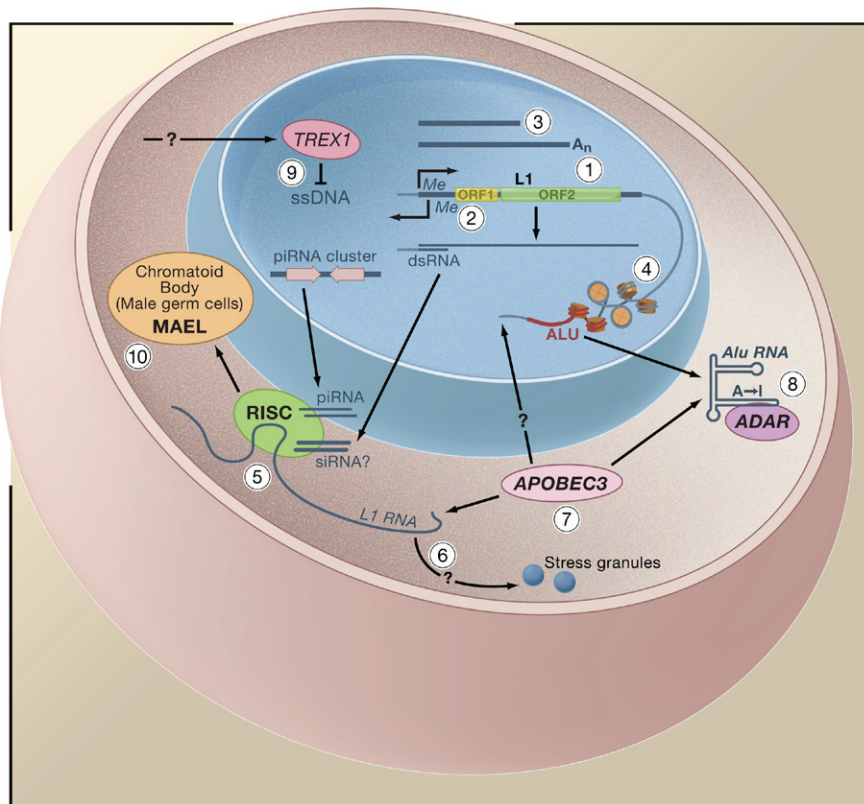 ?
TREX1
9
ssDNA
3
An
1
L1
Me
ORF1
ORF2
Me
2
piRNA cluster
dsRNA
4
ALU
Chromatoid
Body
(Male germ cells)
MAEL
10
Alu RNA
8
A→I
ADAR
piRNA
RISC
siRNA?
5
?
APOBEC3
7
L1 RNA
6
?
Stress granules